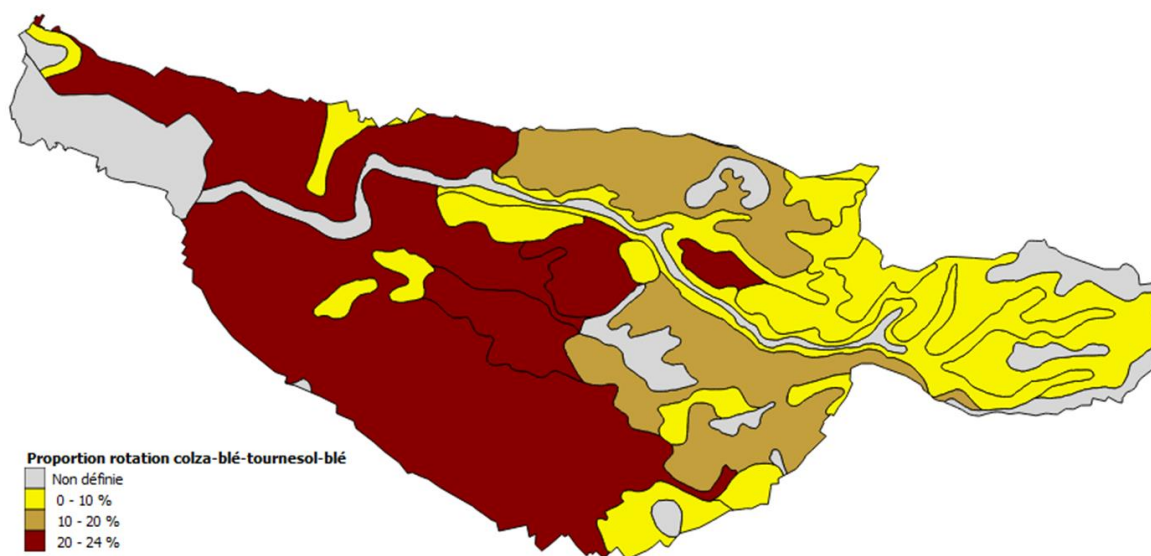 Proportion rotation colza-blé-tournesol-blé
Non définie
0 - 10 %
10 - 20 %
20 - 24 %